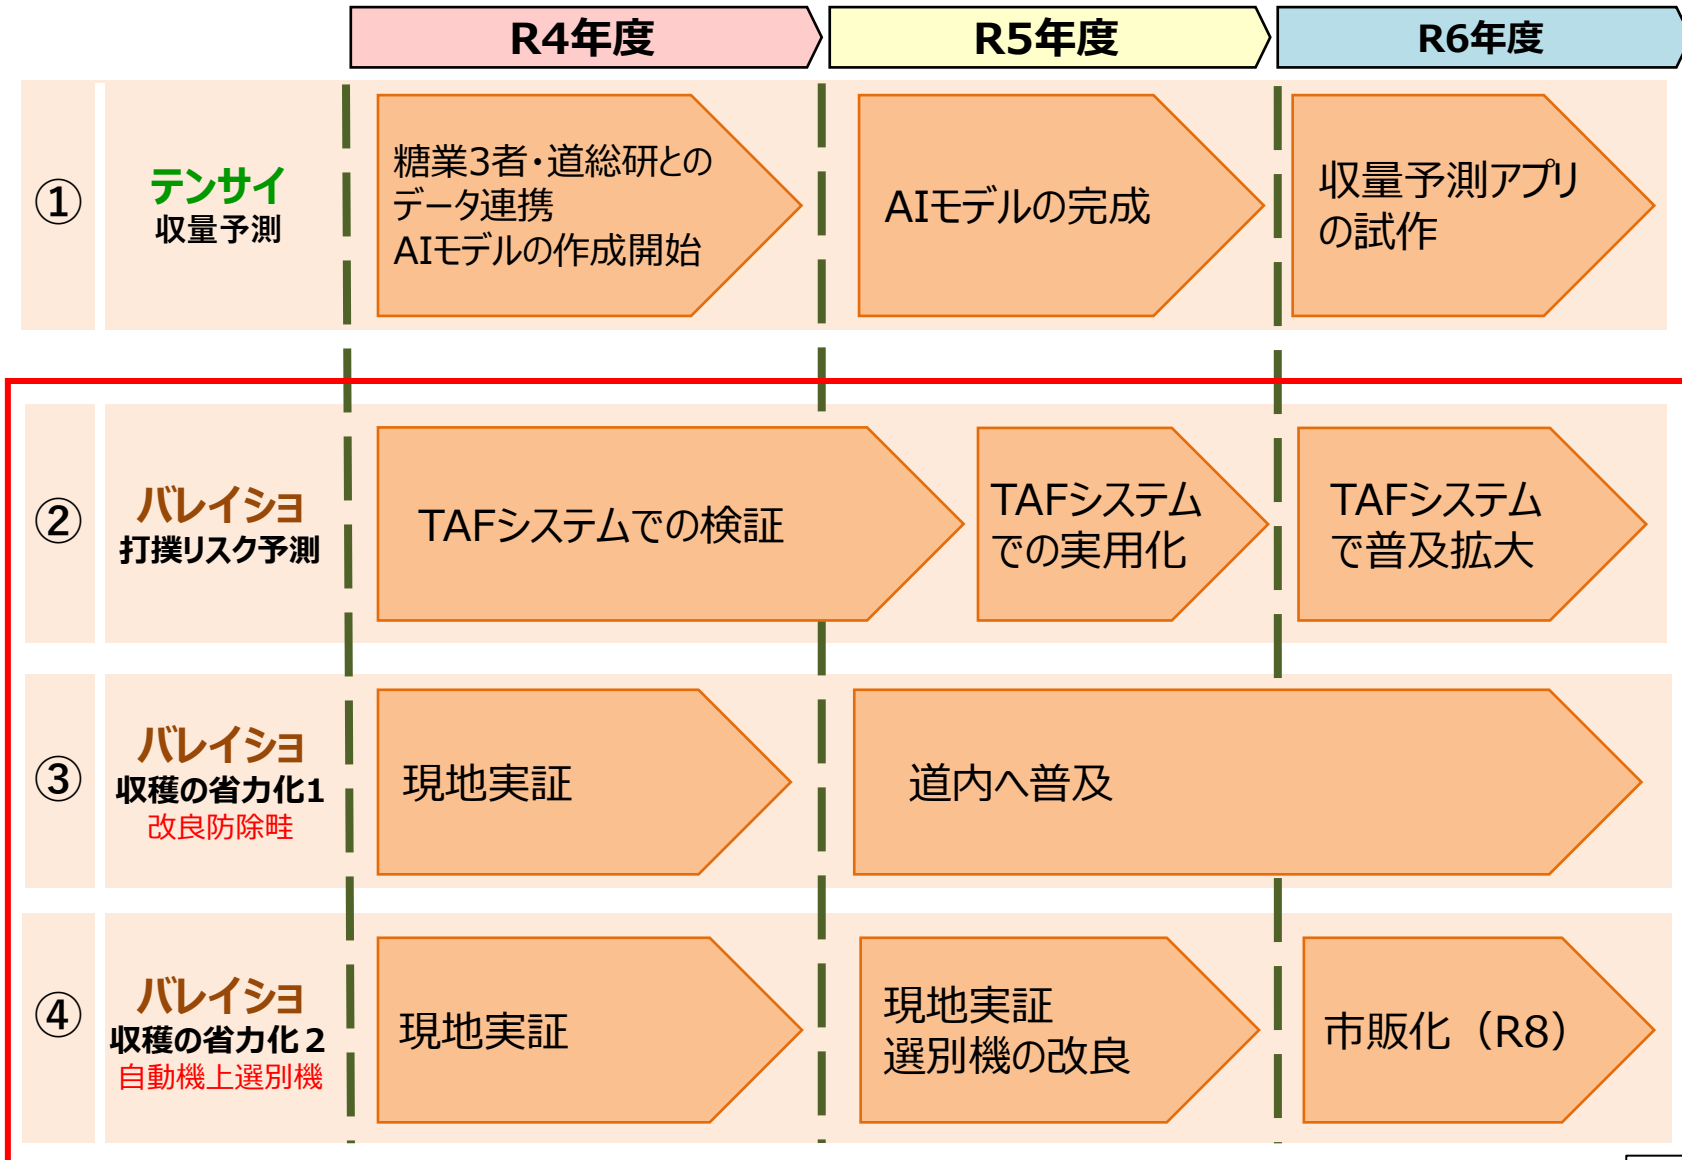 R4年度
R5年度
R6年度
①
テンサイ
収量予測
糖業3者・道総研との
データ連携
AIモデルの作成開始
AIモデルの完成
収量予測アプリ
の試作
②
バレイショ
打撲リスク予測
TAFシステムでの検証
TAFシステム
での実用化
TAFシステム
で普及拡大
③
バレイショ
収穫の省力化1
改良防除畦
現地実証
道内へ普及
④
バレイショ
収穫の省力化２
自動機上選別機
現地実証
現地実証
選別機の改良
市販化（R8）